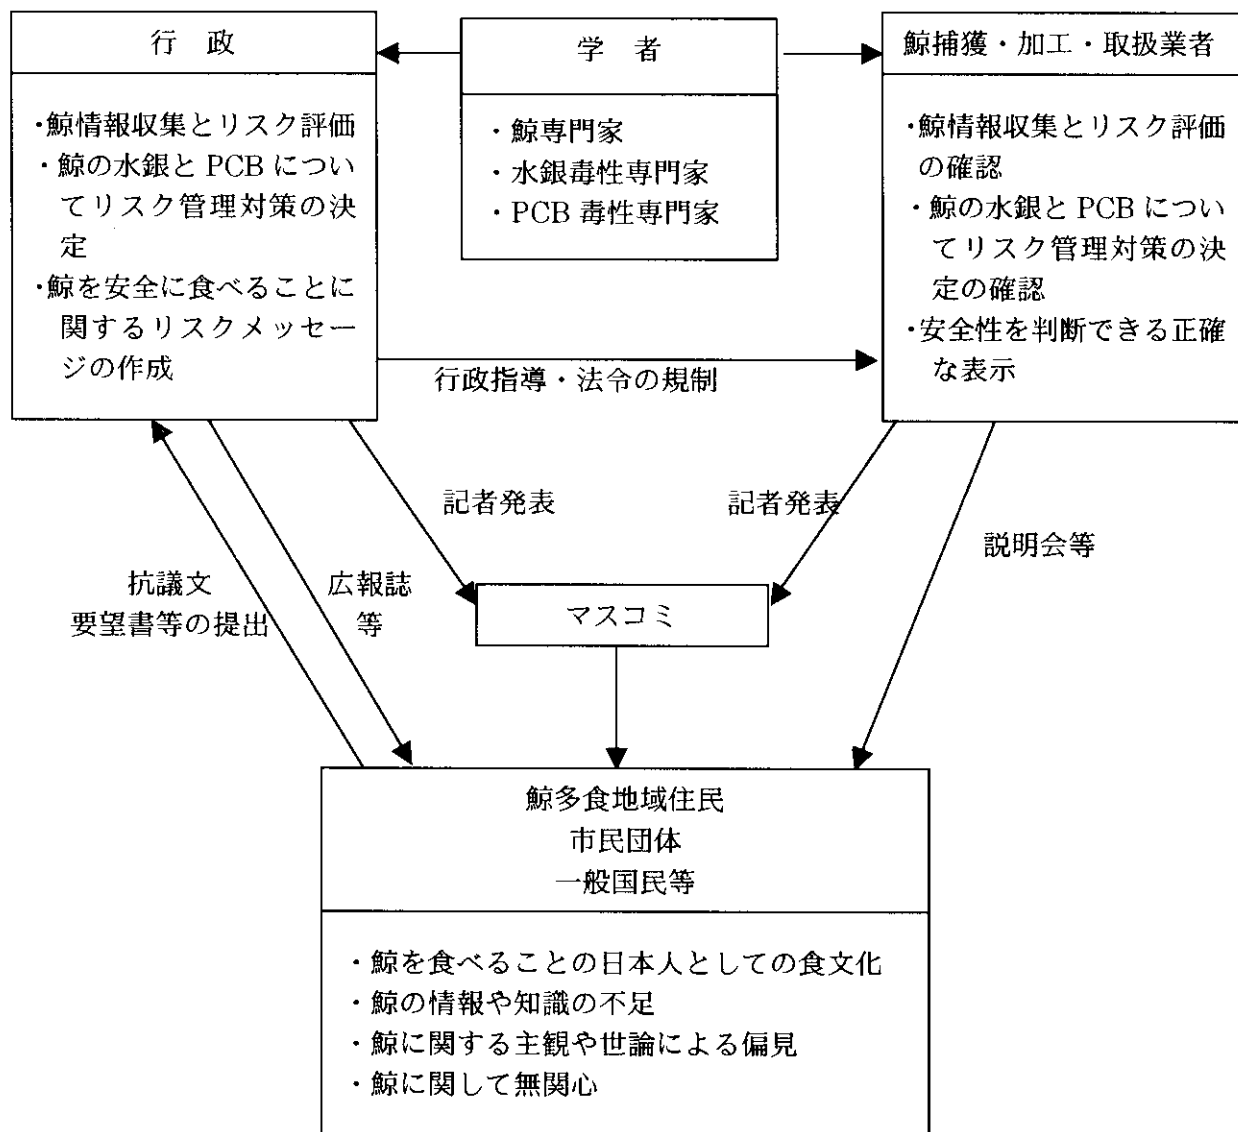 行　政
・鯨情報収集とリスク評価
・鯨の水銀と PCB につい
てリスク管理対策の決
定
・鯨を安全に食べることに
関するリスクメッセー
ジの作成
学　者
・鯨専門家
・水銀毒性専門家
・PCB 毒性専門家
鯨捕獲・加工・取扱業者
・鯨情報収集とリスク評価
の確認
・鯨の水銀と PCB につい
てリスク管理対策の決
定の確認
・安全性を判断できる正確
な表示
行政指導・法令の規制
記者発表
記者発表
説明会等
抗議文
要望書等の提出
広報誌
等
マスコミ
鯨多食地域住民
市民団体
一般国民等
・鯨を食べることの日本人としての食文化
・鯨の情報や知識の不足
・鯨に関する主観や世論による偏見
・鯨に関して無関心